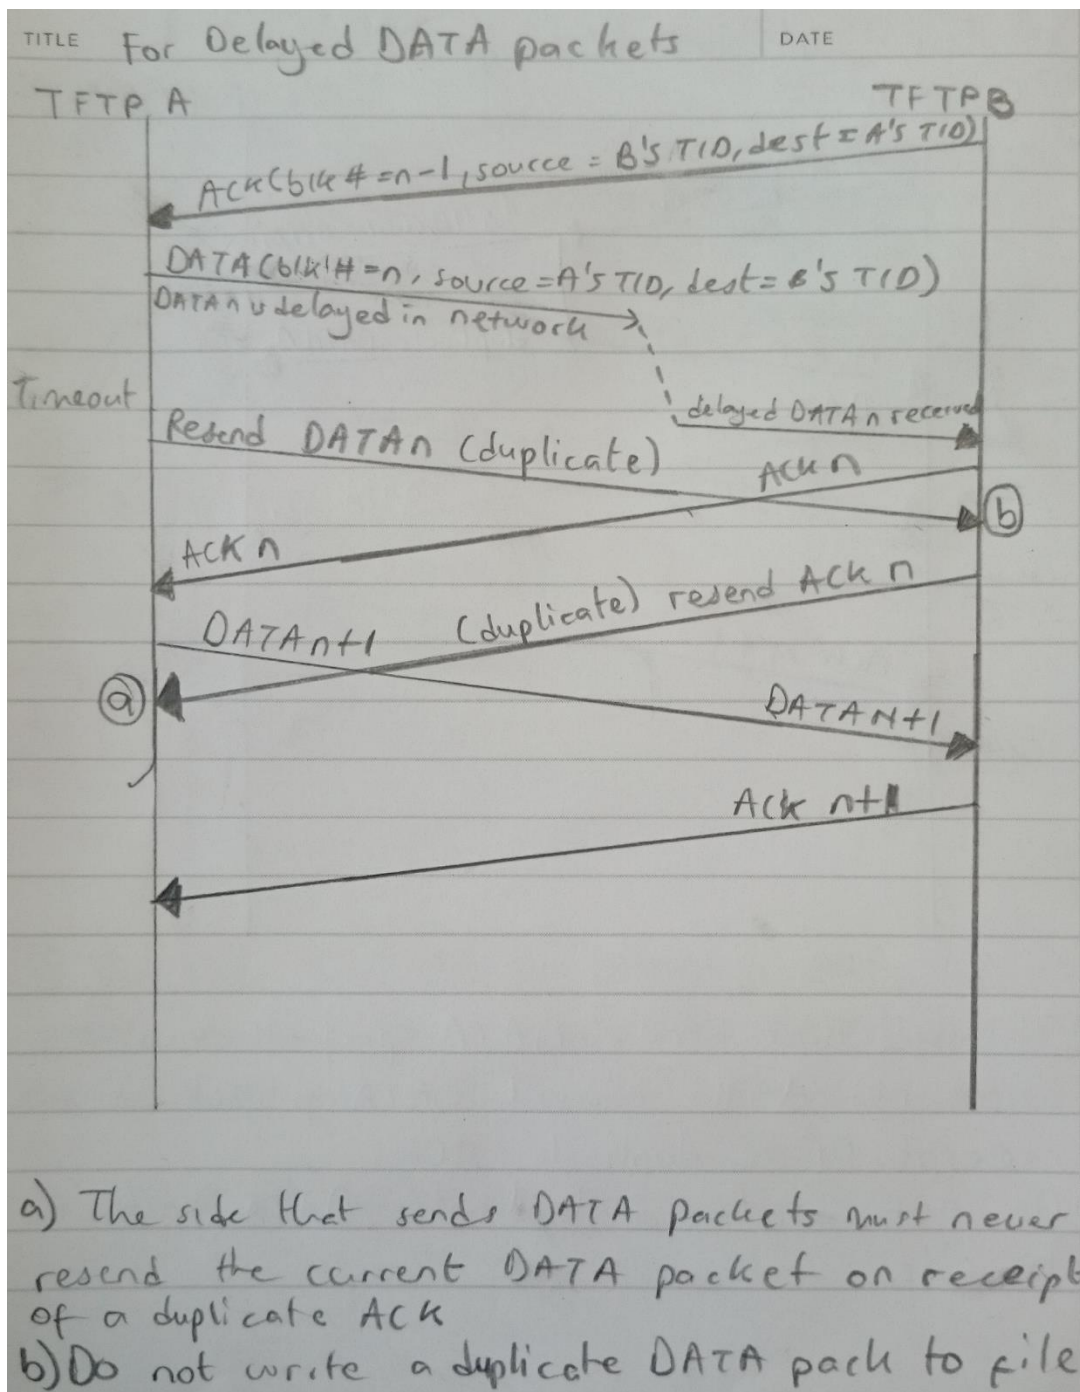 TITLE For Delayed DATA packets DATE
TFTP A TFTP B
ACK(blk# =n-1, source = B's TID, dest = A's TID)
DATA(blk# =n, source=A's TID, dest= B's TID)
DATA n is delayed in network
Timeout
delayed DATA n received
Resend DATA n (duplicate)
ACK n
b
ACK n
(duplicate) resend ACK n
DATA n+1
a
DATA N+1
ACK n+1
a) The side that sends DATA packets must never
resend the current DATA packet on receipt
of a duplicate ACK
b) Do not write a duplicate DATA pack to file